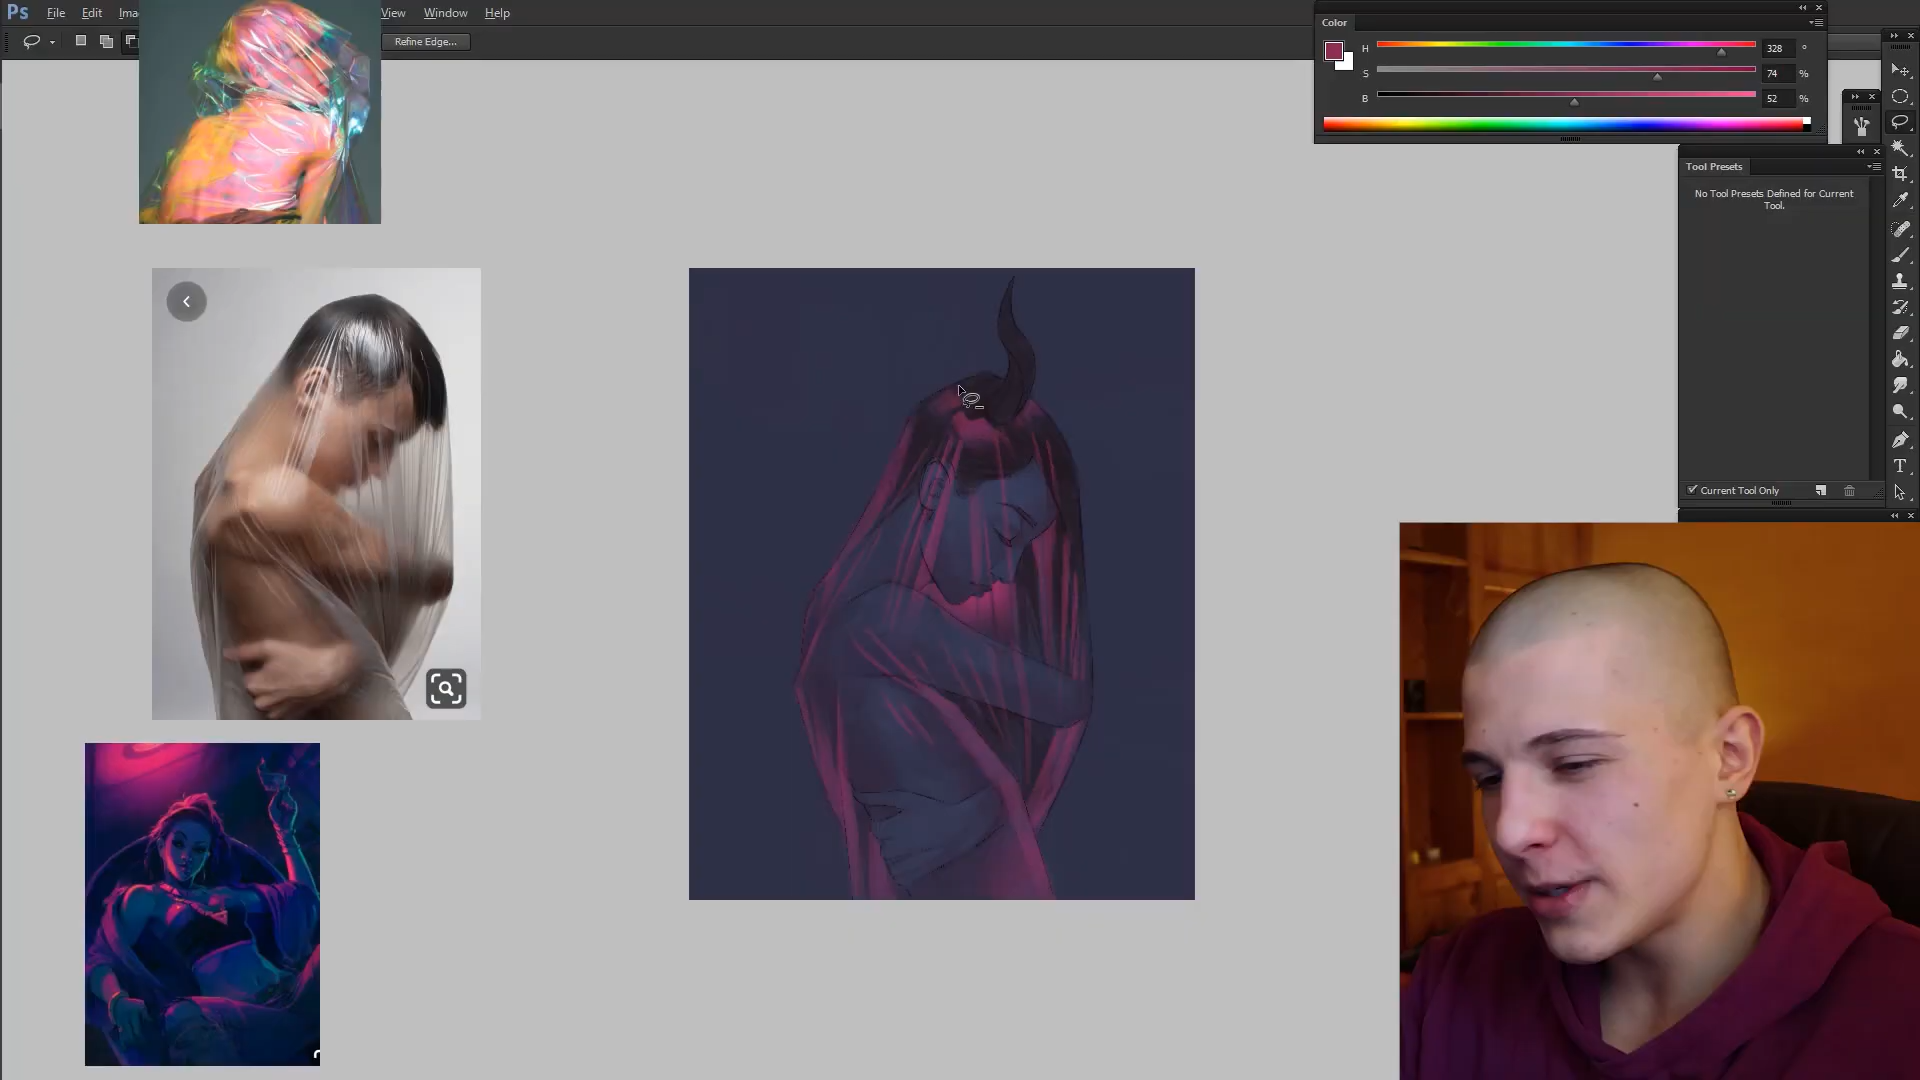 Ps File Edit Ima View Window Help
Refine Edge...
Color
H 328 °
S 74 %
B 52 %
Tool Presets
No Tool Presets Defined for Current
Tool.
Current Tool Only
T